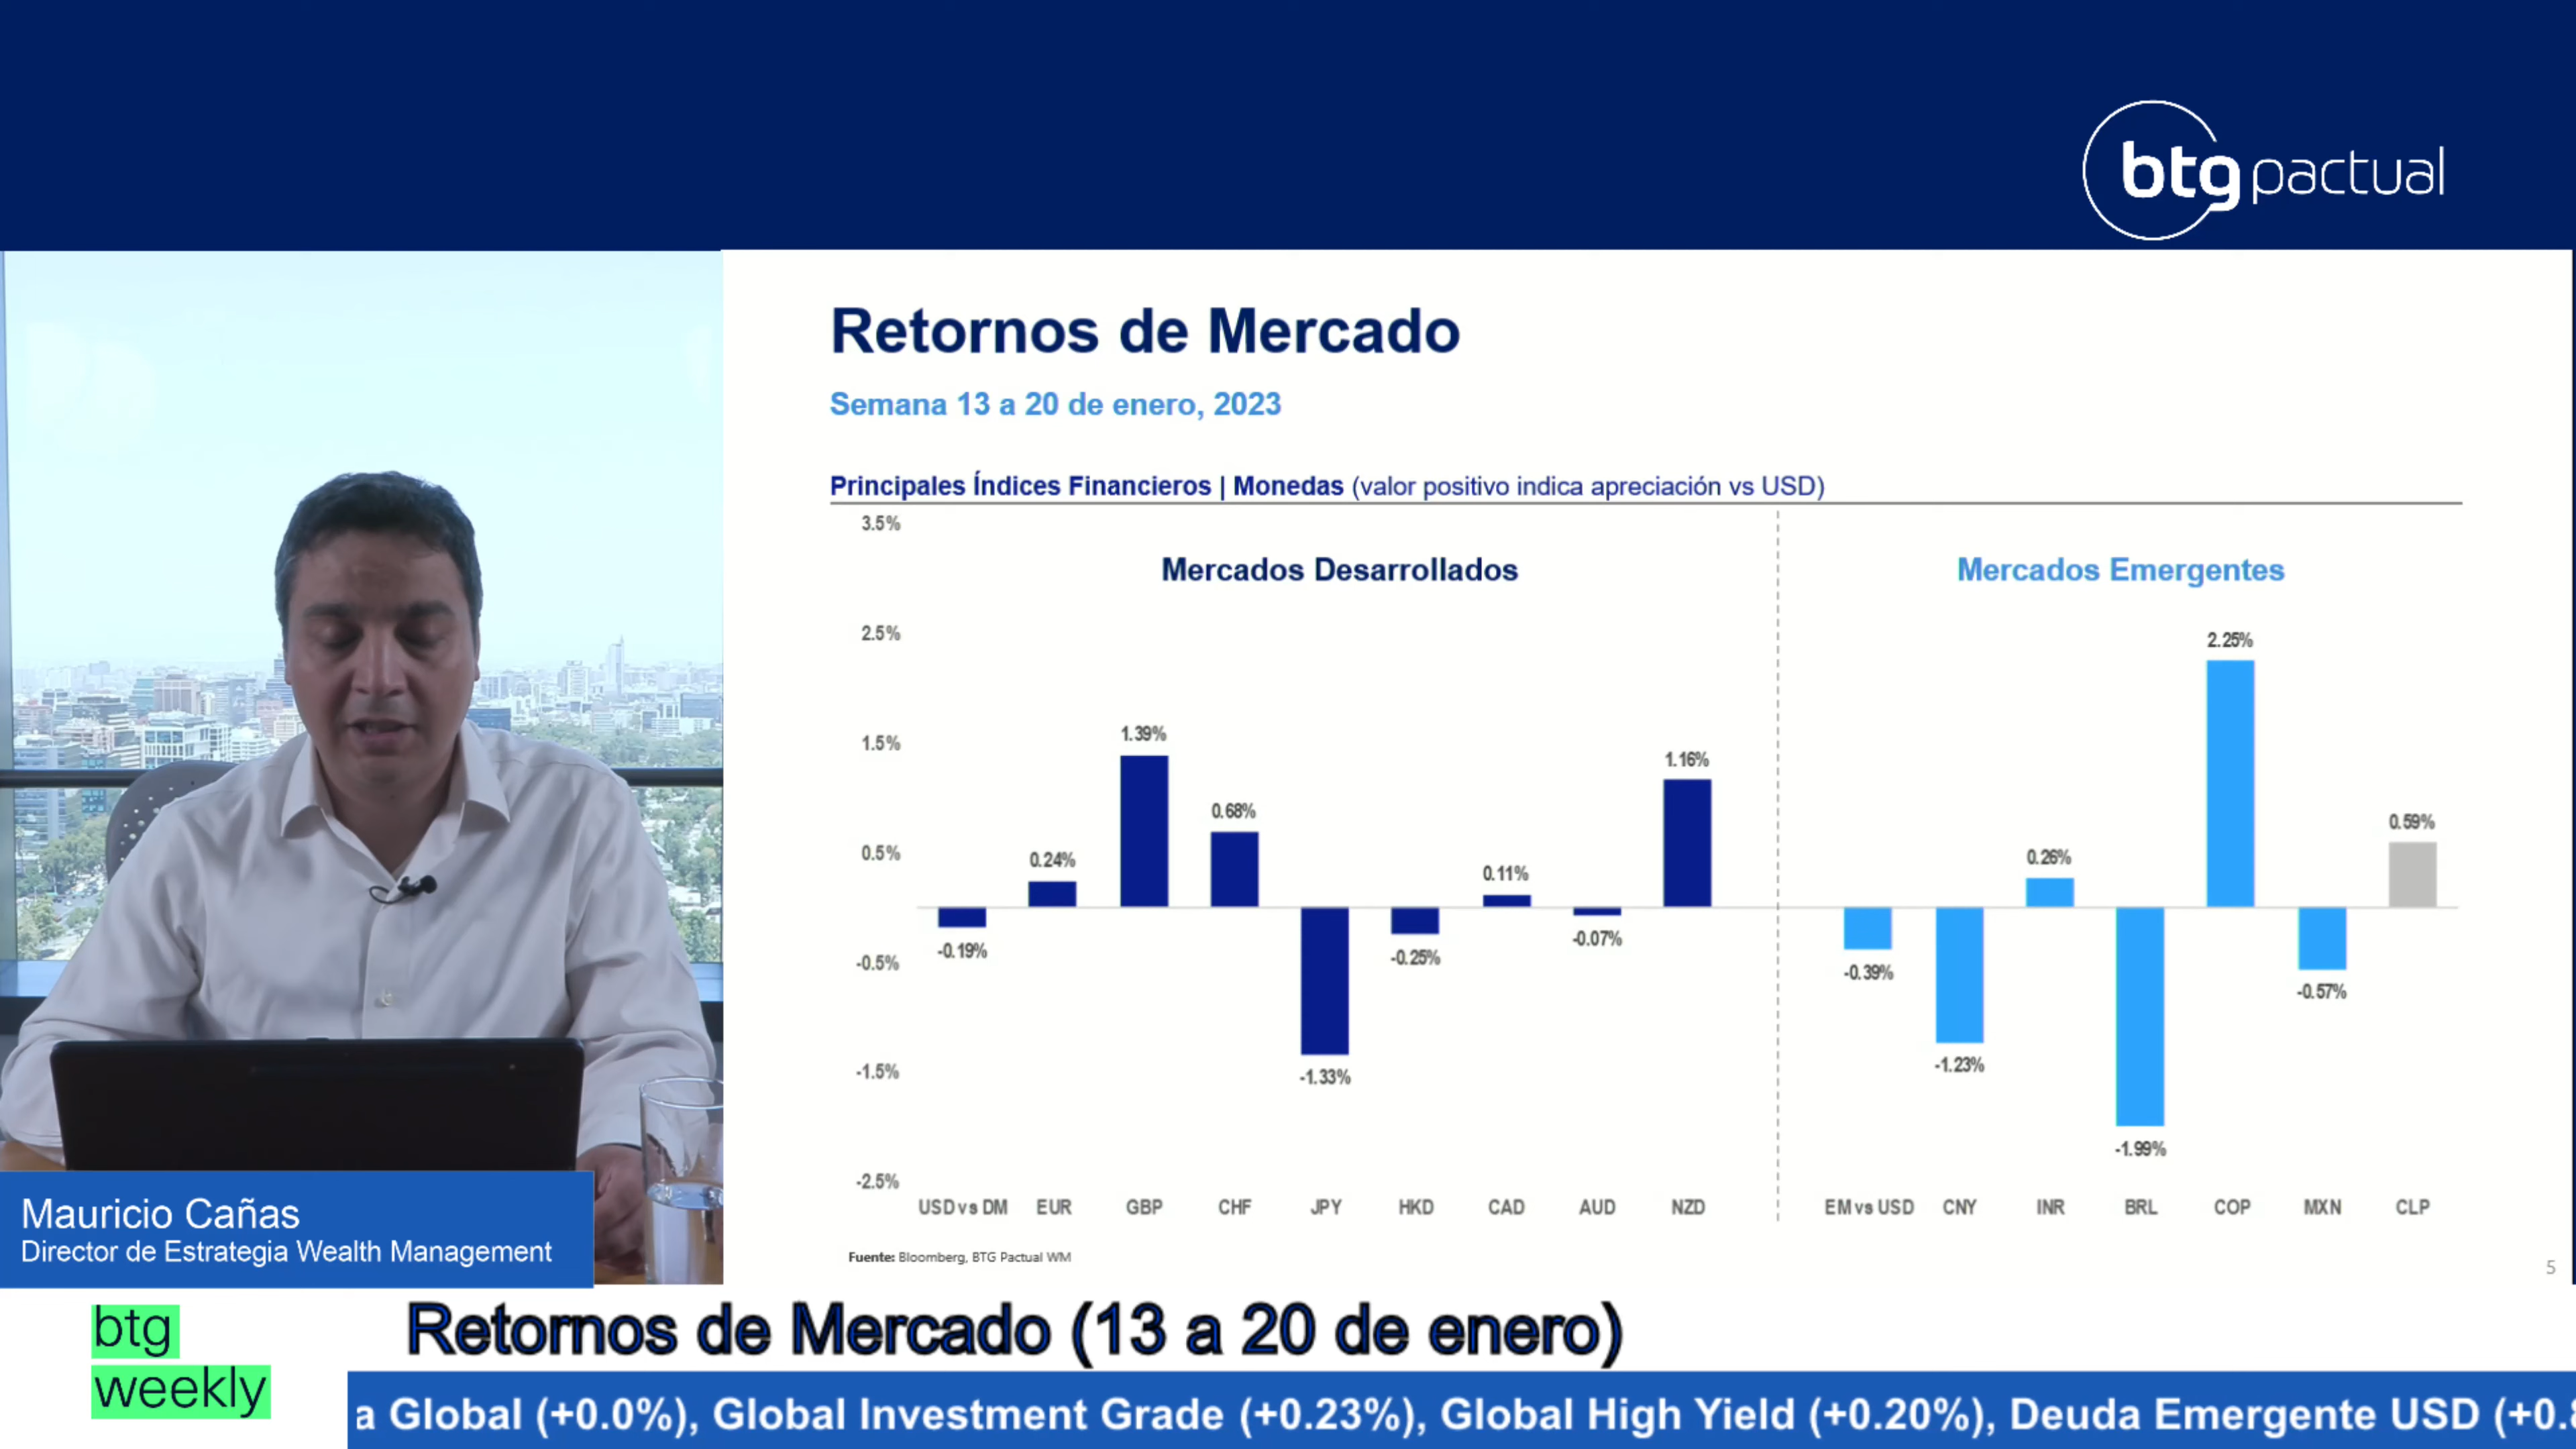 btg pactual
Retornos de Mercado
Semana 13 a 20 de enero, 2023
Principales Índices Financieros | Monedas (valor positivo indica apreciación vs USD)
Mercados Desarrollados
Mercados Emergentes
3.5%
2.5%
1.5%
0.5%
-0.5%
-1.5%
-2.5%
-0.19%
0.24%
1.39%
0.68%
-1.33%
-0.25%
0.11%
-0.07%
1.16%
-0.39%
-1.23%
0.26%
-1.99%
2.25%
-0.57%
0.59%
USD vs DM EUR GBP CHF JPY HKD CAD AUD NZD EM vs USD CNY INR BRL COP MXN CLP
Fuente: Bloomberg, BTG Pactual WM
5
Mauricio Cañas
Director de Estrategia Wealth Management
btg
weekly
Retornos de Mercado (13 a 20 de enero)
a Global (+0.0%), Global Investment Grade (+0.23%), Global High Yield (+0.20%), Deuda Emergente USD (+0.